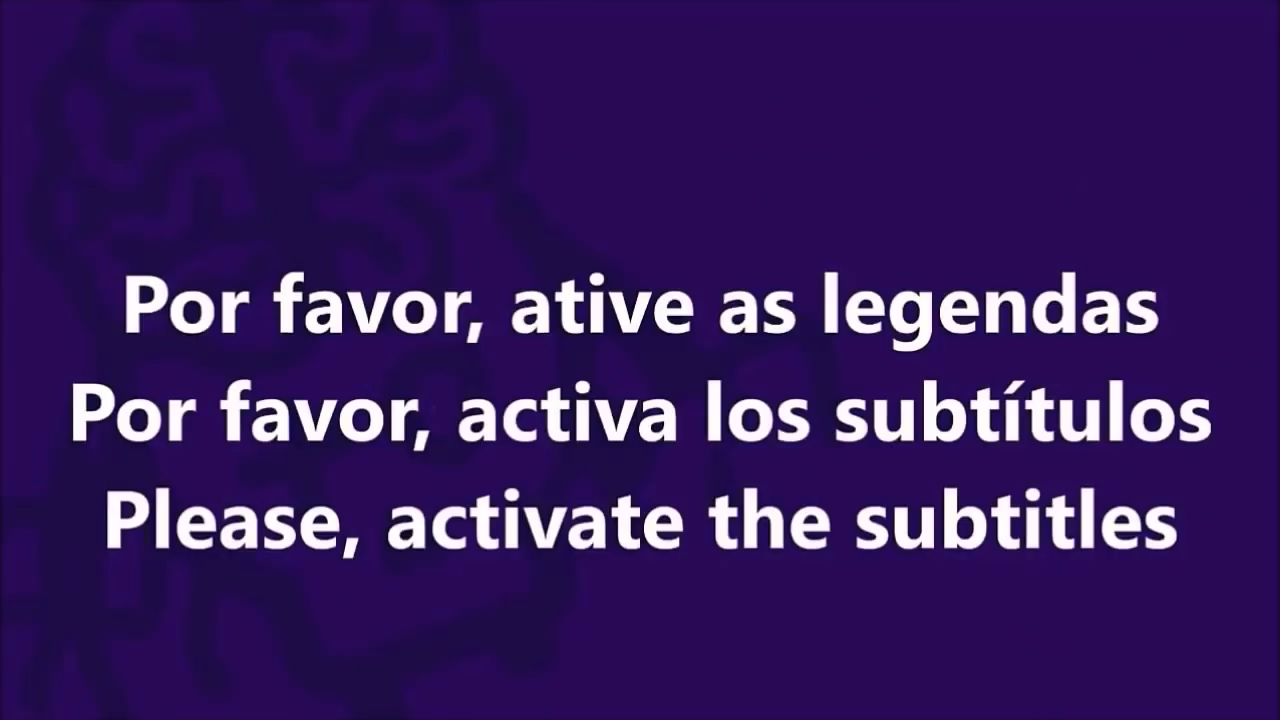 Por favor, ative as legendas
Por favor, activa los subtítulos
Please, activate the subtitles